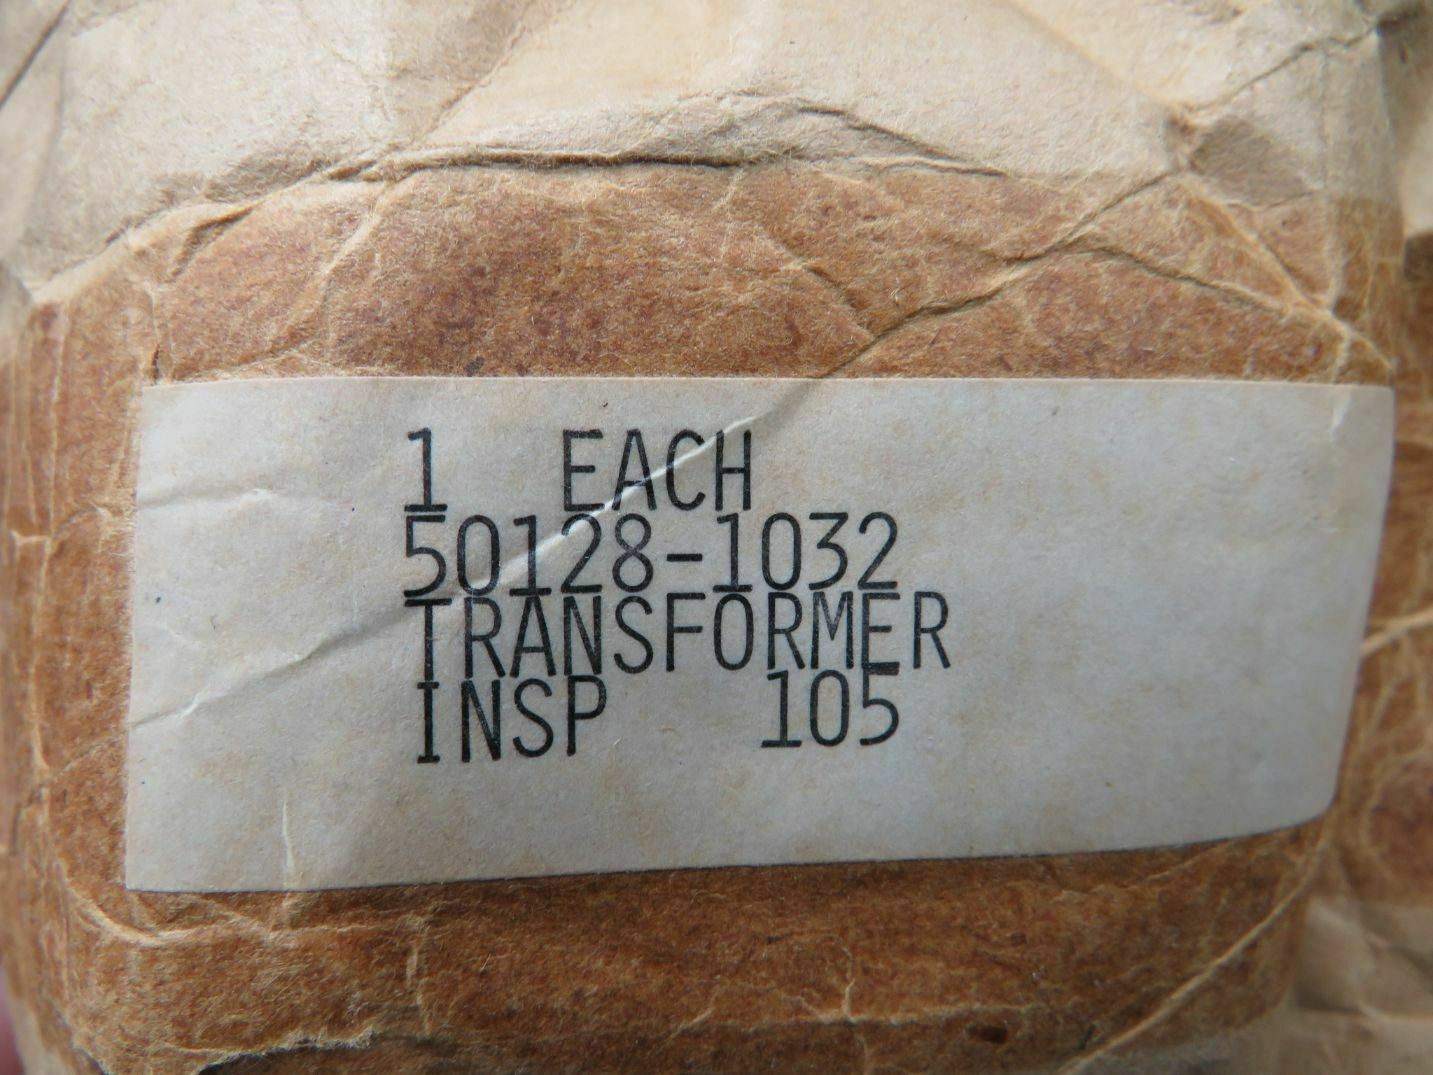 1 EACH
50128-1032
TRANSFORMER
INSP 105